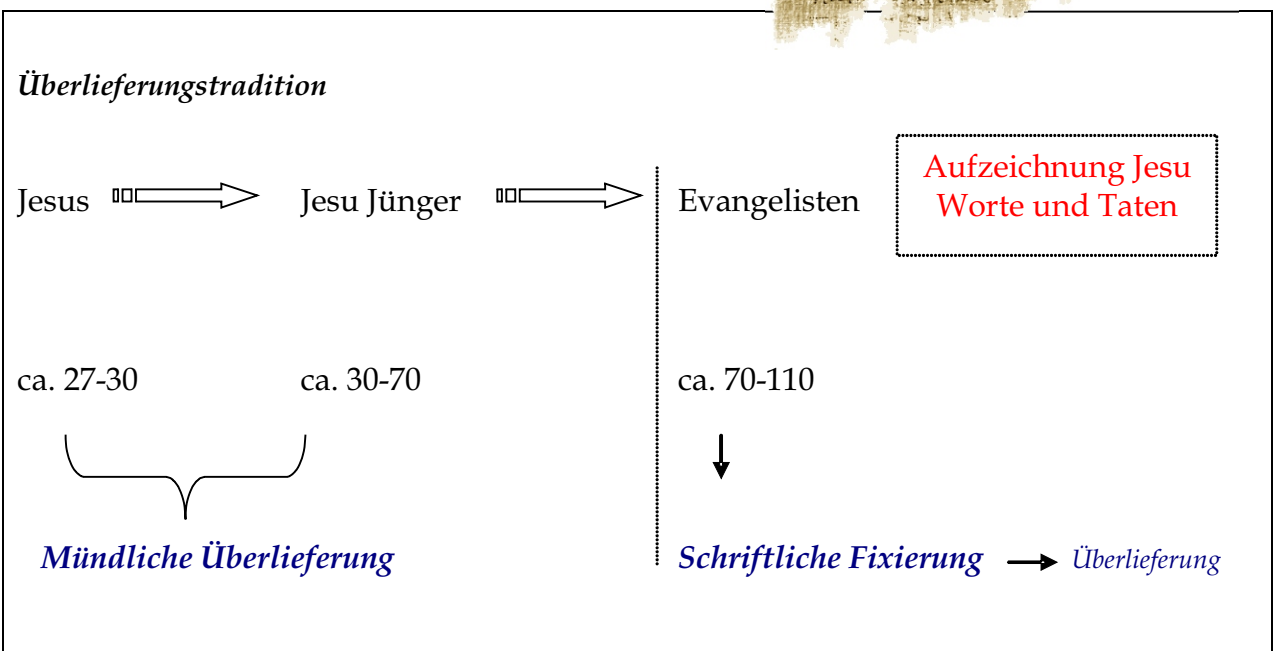 Überlieferungstradition
Jesus Jesu Jünger Evangelisten
Aufzeichnung Jesu
Worte und Taten
ca. 27-30 ca. 30-70 ca. 70-110
Mündliche Überlieferung Schriftliche Fixierung Überlieferung